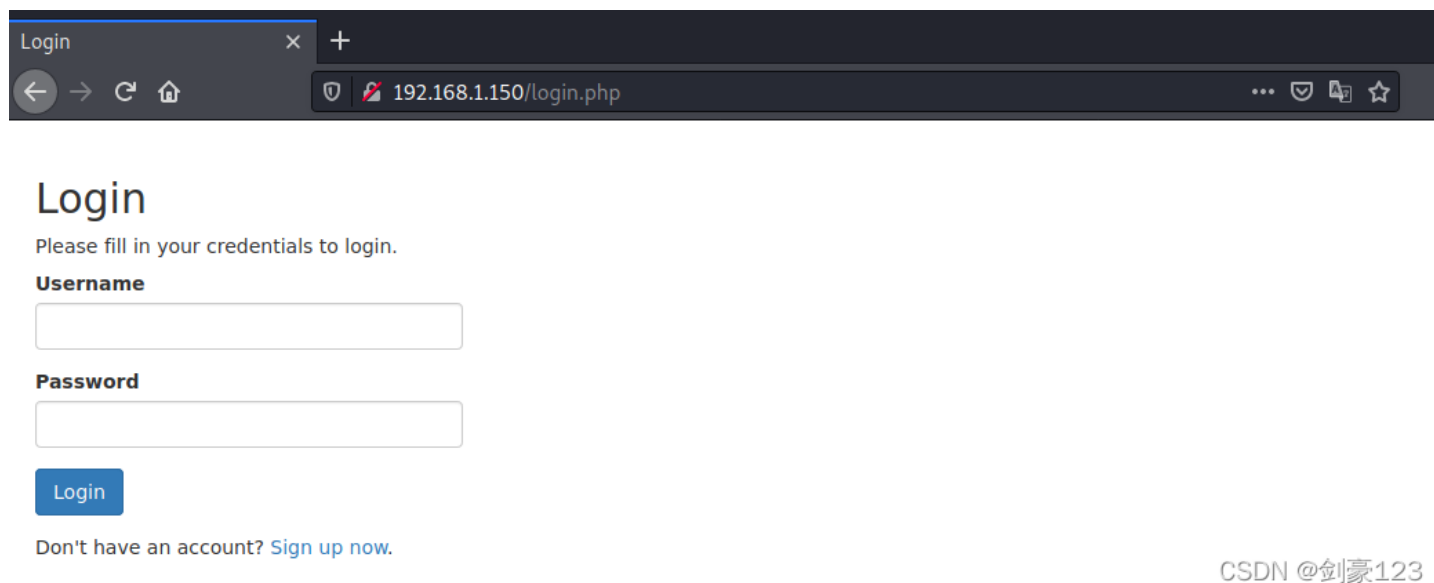 Login
192.168.1.150/login.php
Login
Please fill in your credentials to login.
Username
Password
Login
Don't have an account? Sign up now.
CSDN @剑豪123